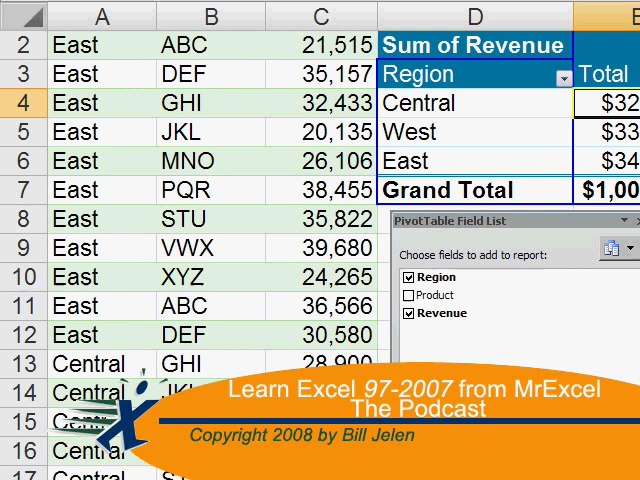 A B C D E
2 East ABC 21,515 Sum of Revenue
3 East DEF 35,157 Region Total
4 East GHI 32,433 Central $32
5 East JKL 20,135 West $33
6 East MNO 26,106 East $34
7 East PQR 38,455 Grand Total $1,00
8 East STU 35,822
PivotTable Field List
9 East VWX 39,680
Choose fields to add to report:
10 East XYZ 24,265
Region
11 East ABC 36,566
Product
Revenue
12 East DEF 30,580
13 Central GHI 28,900
14 Central JKL
Learn Excel 97-2007 from MrExcel
The Podcast
15 Central
Copyright 2008 by Bill Jelen
16 Central
17 Central